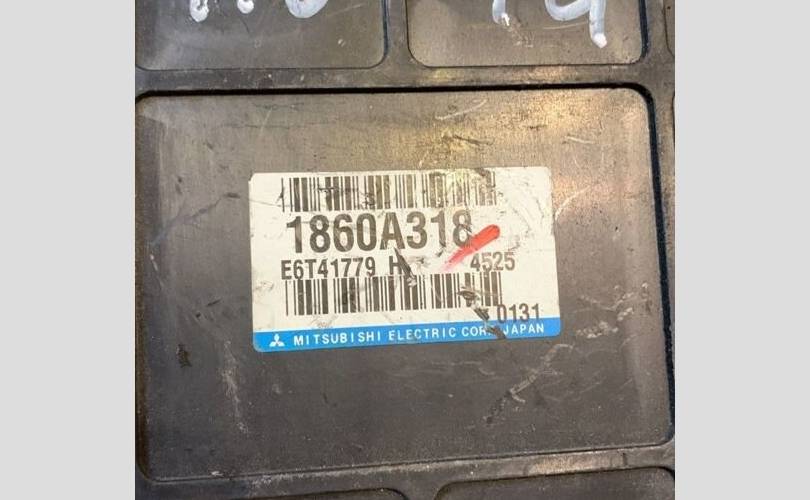 1860A318
E6T41779 H 4525
0131
MITSUBISHI ELECTRIC CORP. JAPAN